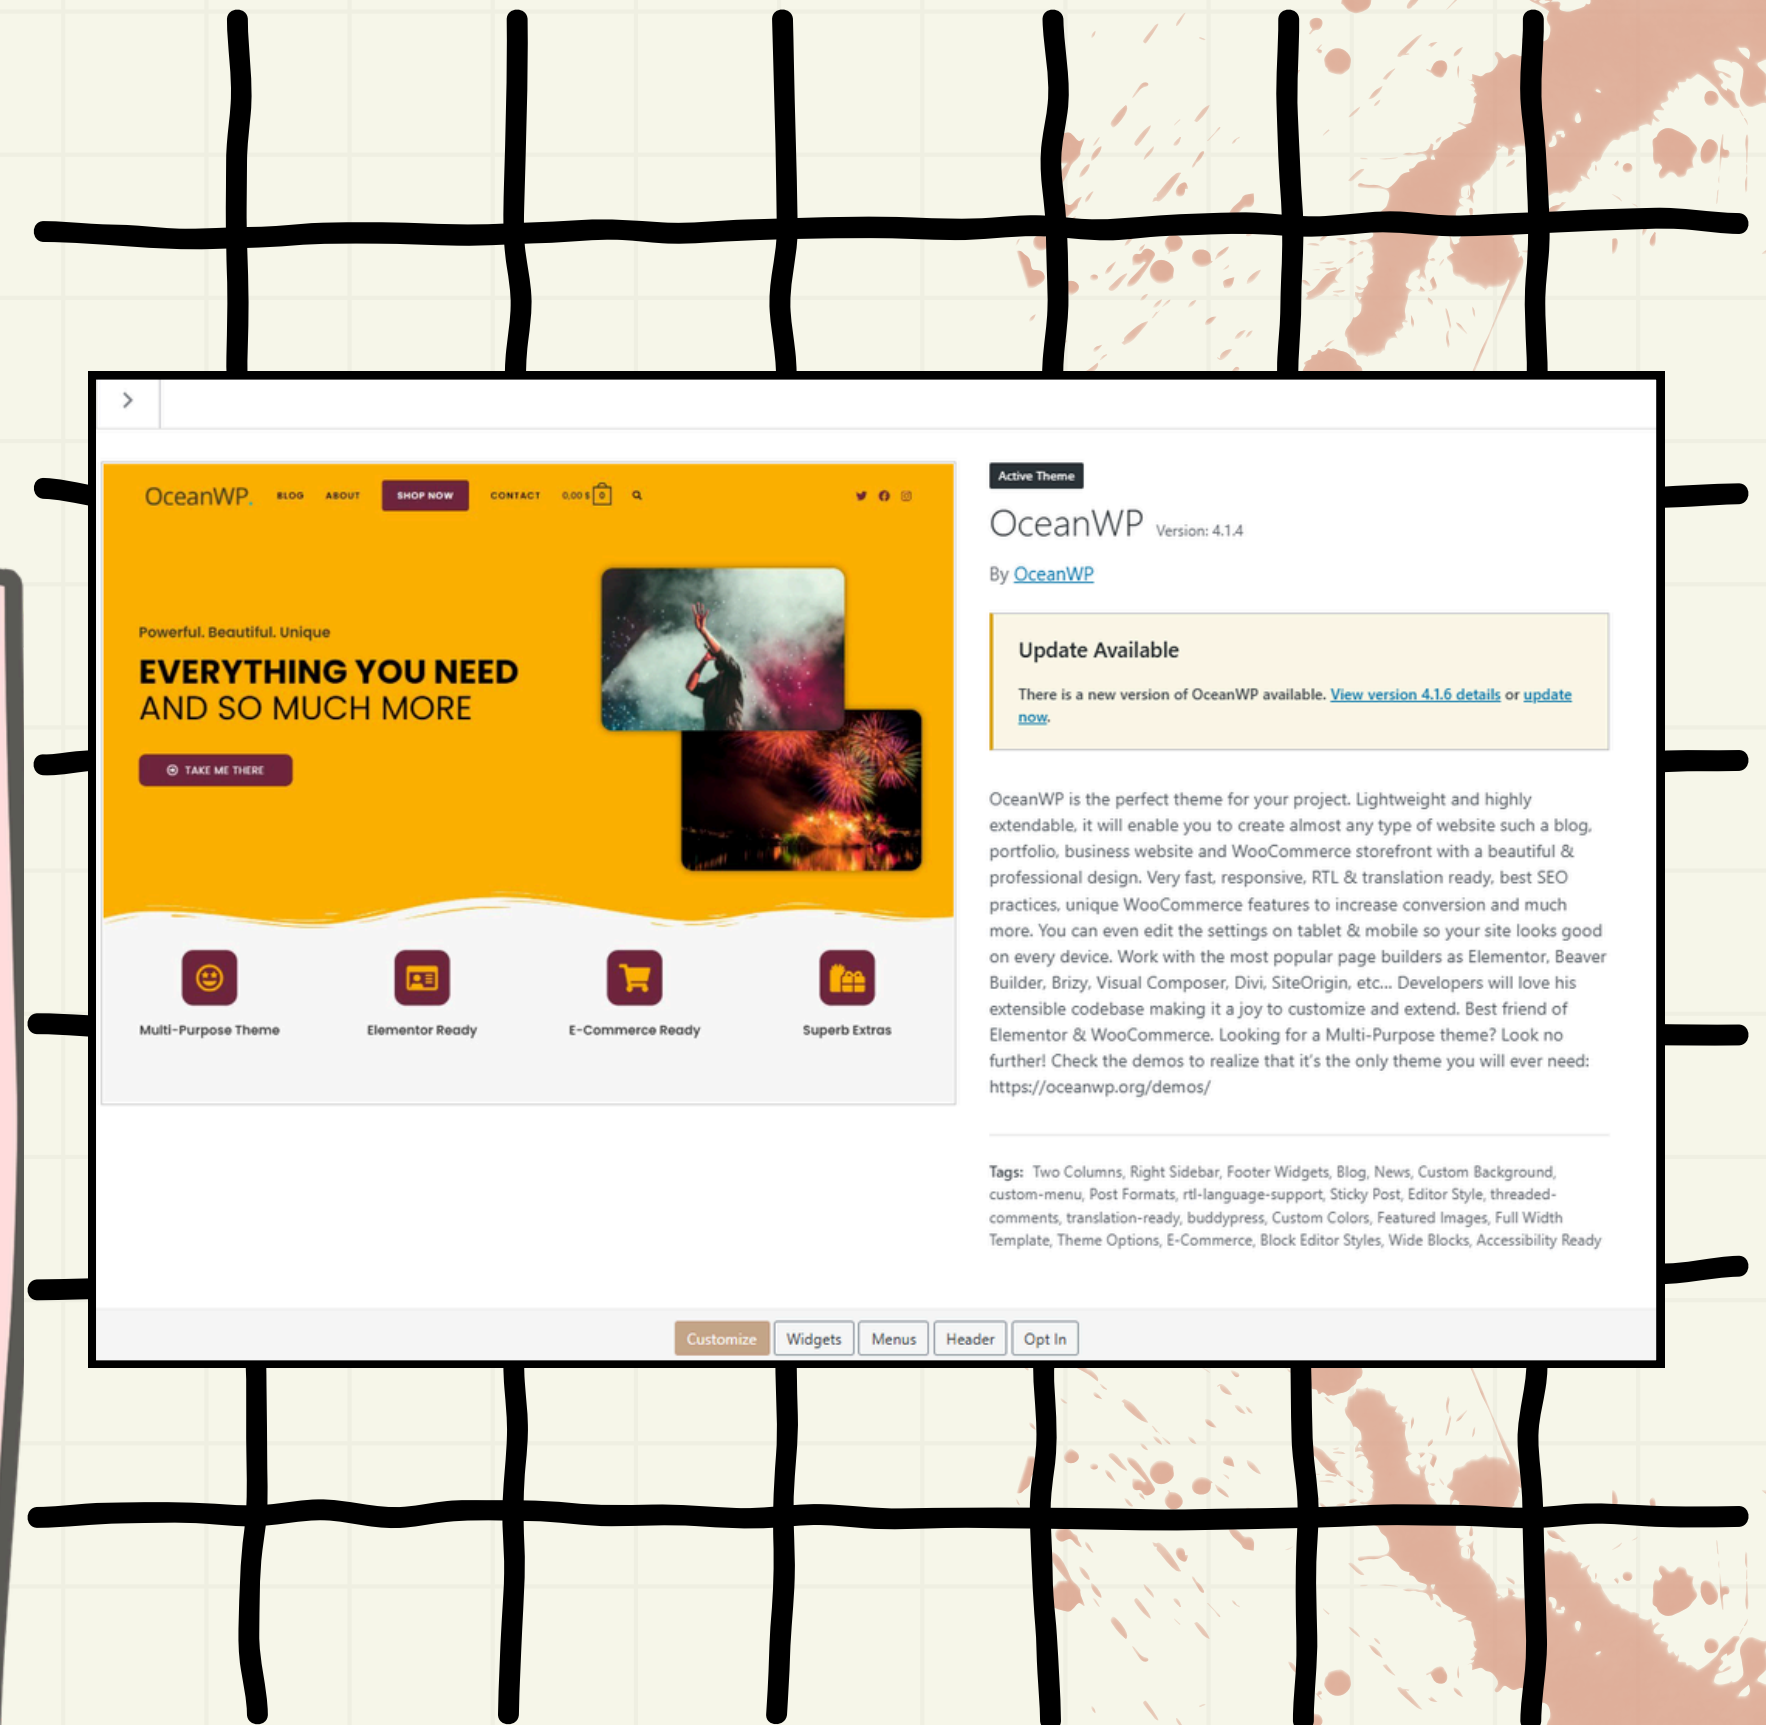 OceanWP.
BLOG
ABOUT
SHOP NOW
CONTACT
0,00 $
0
Powerful. Beautiful. Unique
EVERYTHING YOU NEED
AND SO MUCH MORE
TAKE ME THERE
Multi-Purpose Theme
Elementor Ready
E-Commerce Ready
Superb Extras
Active Theme
OceanWP Version: 4.1.4
By OceanWP
Update Available
There is a new version of OceanWP available. View version 4.1.6 details or update
now.
OceanWP is the perfect theme for your project. Lightweight and highly
extendable, it will enable you to create almost any type of website such a blog,
portfolio, business website and WooCommerce storefront with a beautiful &
professional design. Very fast, responsive, RTL & translation ready, best SEO
practices, unique WooCommerce features to increase conversion and much
more. You can even edit the settings on tablet & mobile so your site looks good
on every device. Work with the most popular page builders as Elementor, Beaver
Builder, Brizy, Visual Composer, Divi, SiteOrigin, etc... Developers will love his
extensible codebase making it a joy to customize and extend. Best friend of
Elementor & WooCommerce. Looking for a Multi-Purpose theme? Look no
further! Check the demos to realize that it's the only theme you will ever need:
https://oceanwp.org/demos/
Tags: Two Columns, Right Sidebar, Footer Widgets, Blog, News, Custom Background,
custom-menu, Post Formats, rtl-language-support, Sticky Post, Editor Style, threaded-
comments, translation-ready, buddypress, Custom Colors, Featured Images, Full Width
Template, Theme Options, E-Commerce, Block Editor Styles, Wide Blocks, Accessibility Ready
Customize
Widgets
Menus
Header
Opt In